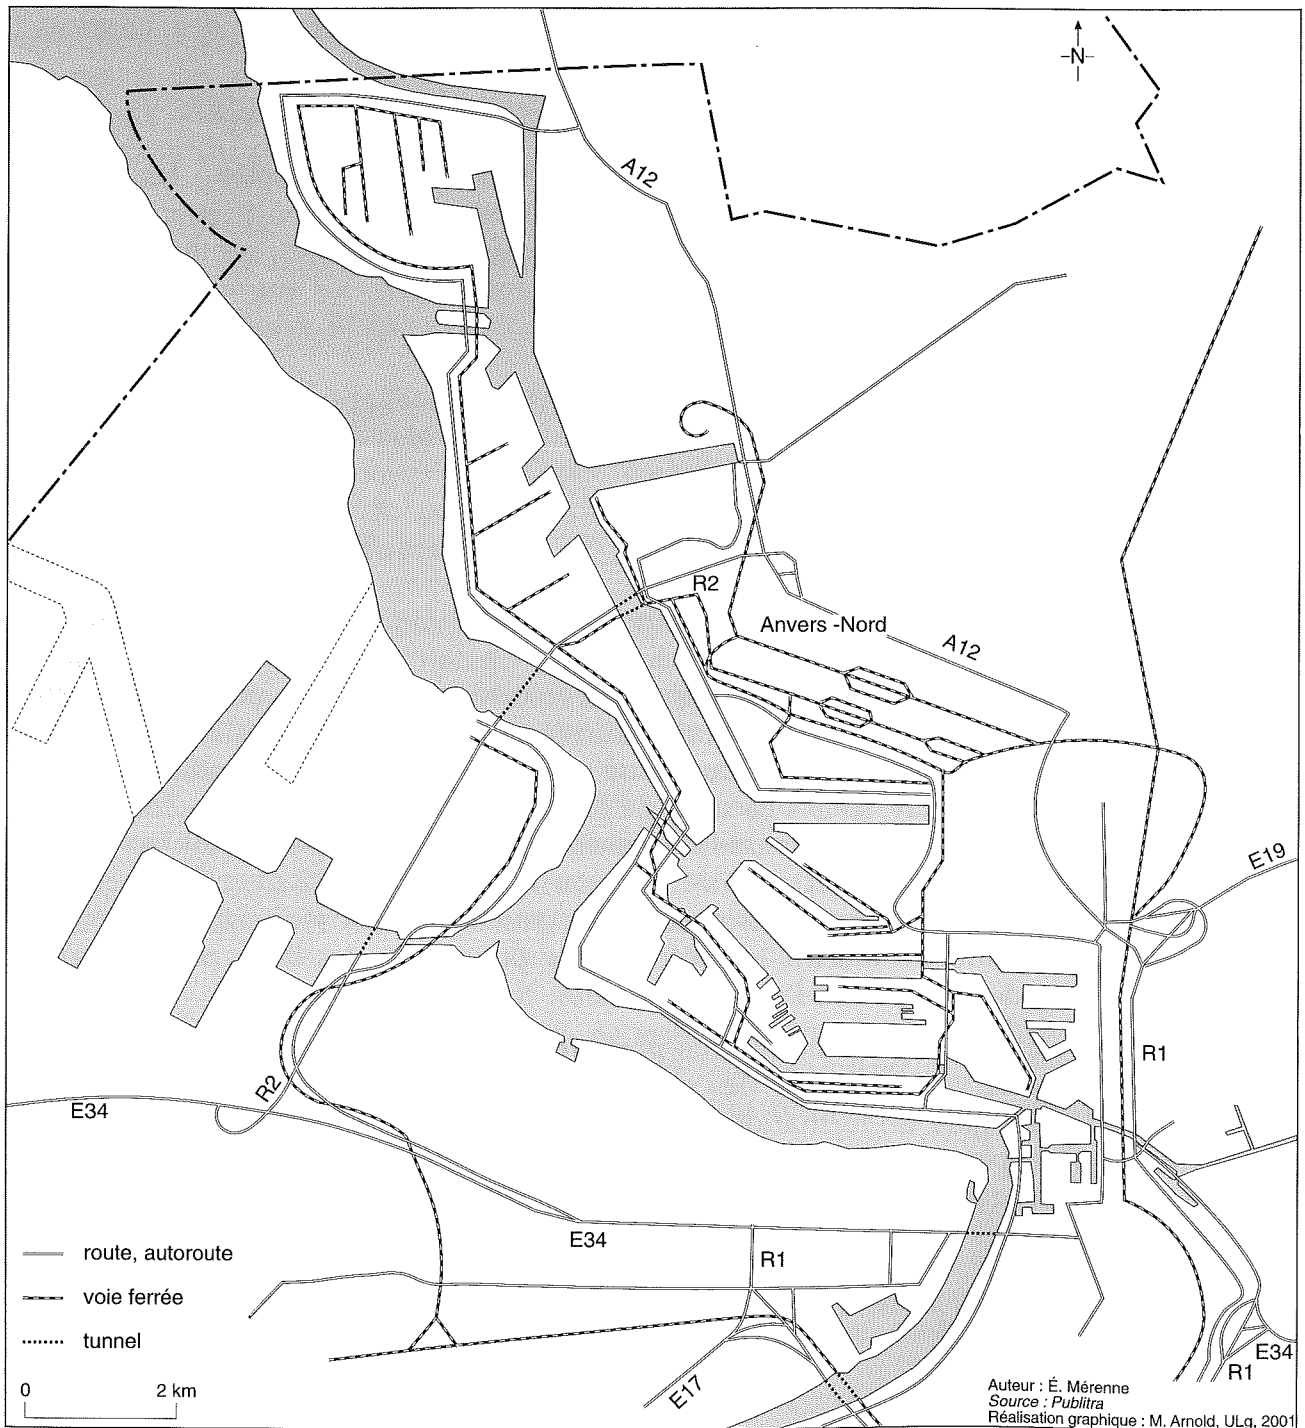 -N-
A12
R2
Anvers -Nord
A12
E19
R1
R2
E34
E34
R1
route, autoroute
voie ferrée
tunnel
0 2 km
E17
E34
R1
Auteur : É. Mérenne
Source : Publitra
Réalisation graphique : M. Arnold, ULg, 2001